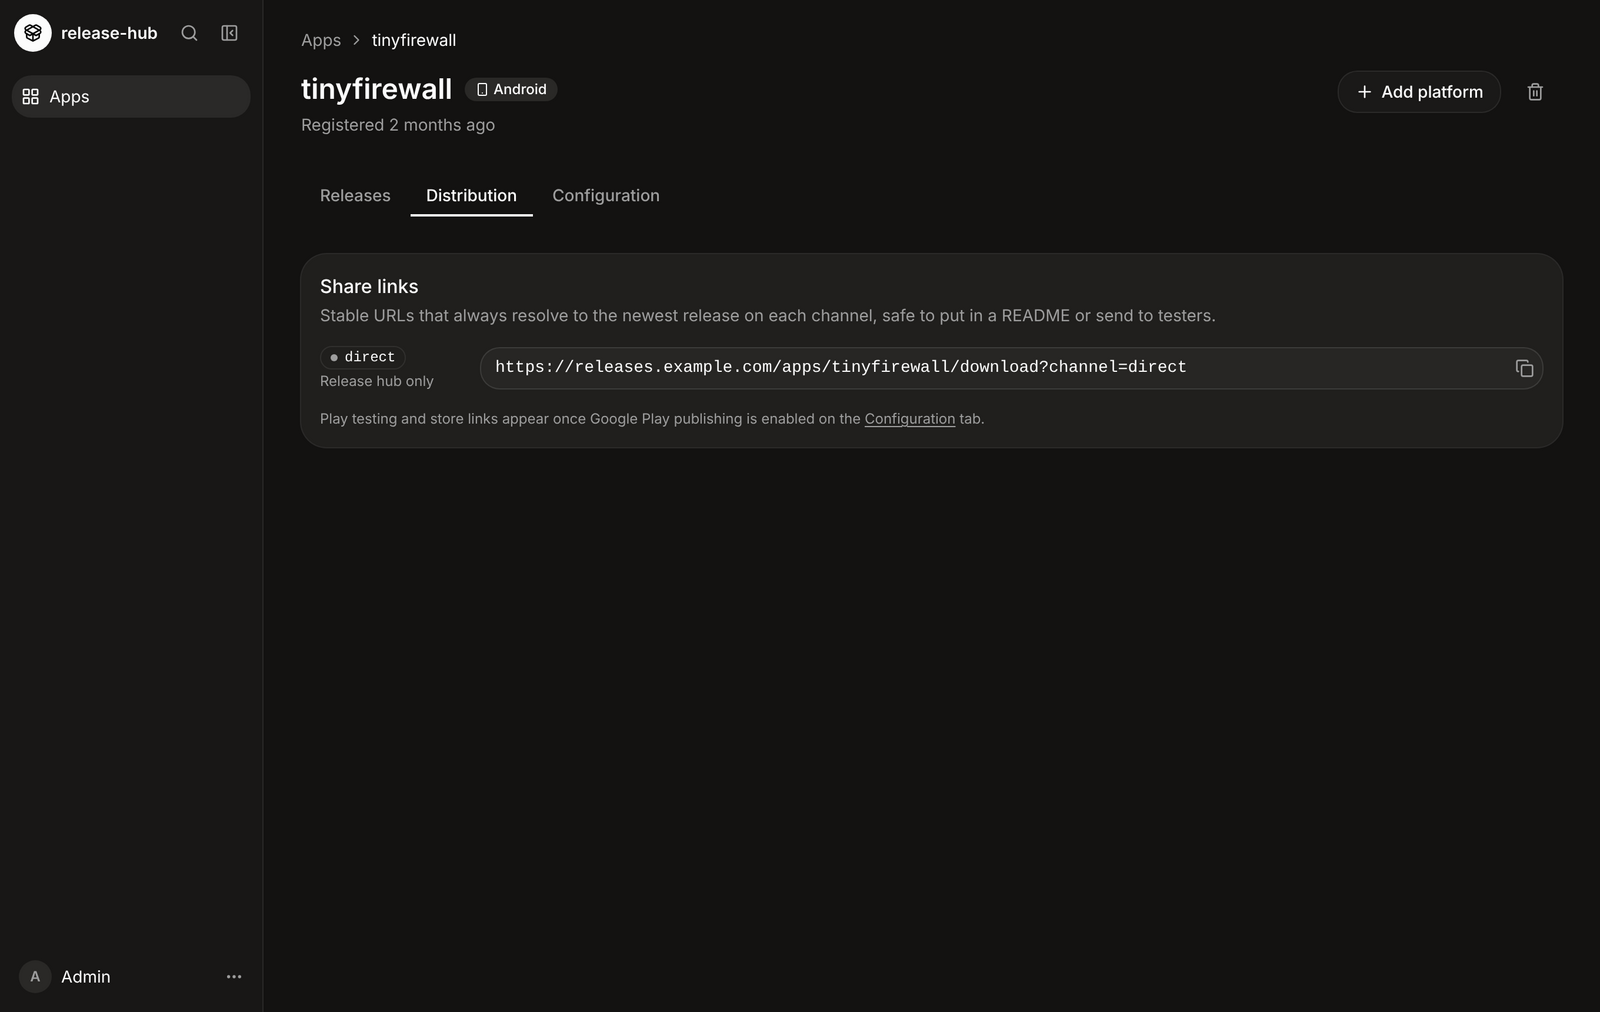 release-hub
Apps
Apps > tinyfirewall
tinyfirewall
Android
Add platform
Registered 2 months ago
Releases
Distribution
Configuration
Share links
Stable URLs that always resolve to the newest release on each channel, safe to put in a README or send to testers.
direct
Release hub only
https://releases.example.com/apps/tinyfirewall/download?channel=direct
Play testing and store links appear once Google Play publishing is enabled on the Configuration tab.
A
Admin